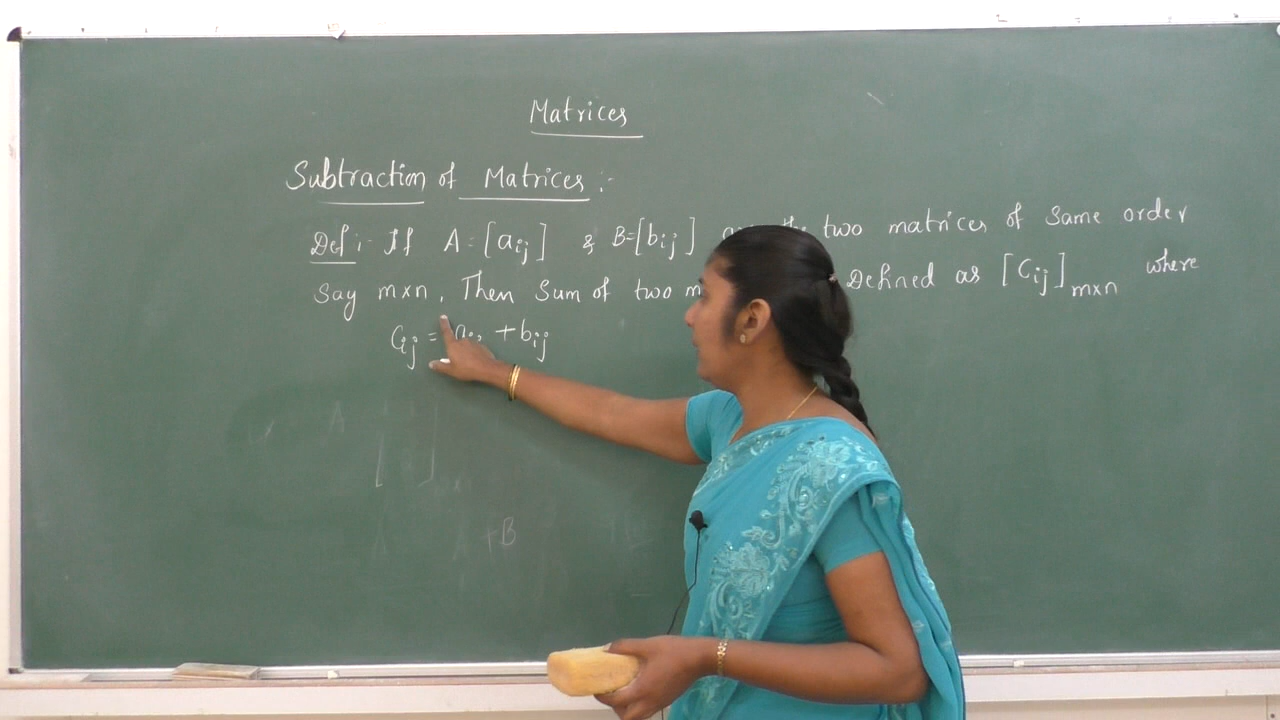 Matrices
Subtraction of Matrices :-
Def :- If A = [aij] & B=[bij] two matrices of Same order
Say m×n, Then Sum of two Defined as [Cij]m×n where
Cij = + bij
A
+B